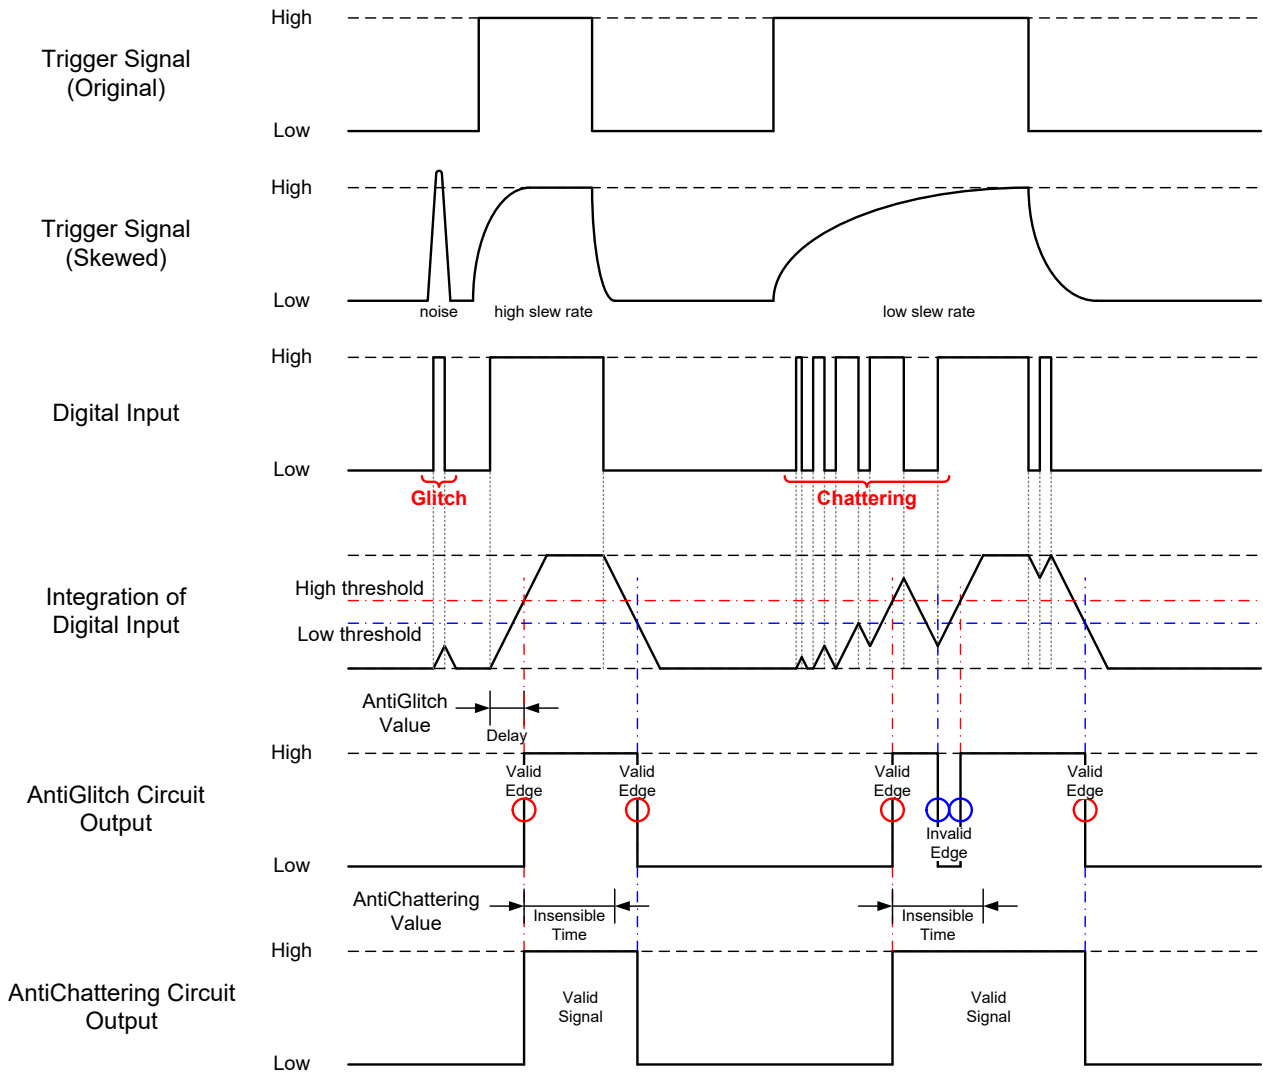 High
Trigger Signal
(Original)
Low
High
Trigger Signal
(Skewed)
Low
noise
high slew rate
low slew rate
High
Digital Input
Low
Glitch
Chattering
High threshold
Integration of
Digital Input
Low threshold
AntiGlitch
Value
Delay
High
Valid
Edge
Valid
Edge
Valid
Edge
Valid
Edge
AntiGlitch Circuit
Output
Invalid
Edge
Low
AntiChattering
Value
Insensible
Time
Insensible
Time
High
AntiChattering Circuit
Output
Valid
Signal
Valid
Signal
Low